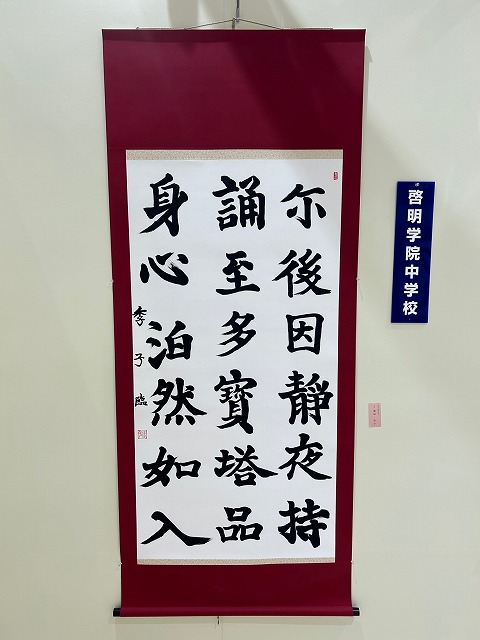 尓後因靜夜持
誦至多寶塔品
身心泊然如入
季子臨
啓明学院中学校